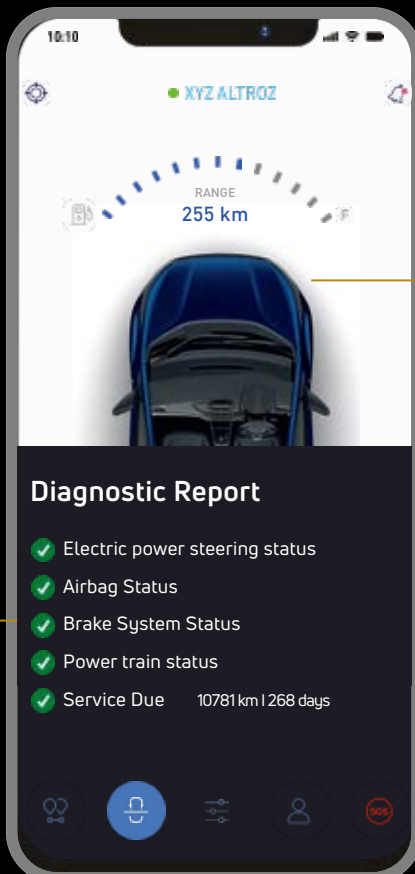 10:10
XYZ ALTROZ
RANGE
255 km
F
Diagnostic Report
Electric power steering status
Airbag Status
Brake System Status
Power train status
Service Due 10781 km | 268 days
SOS